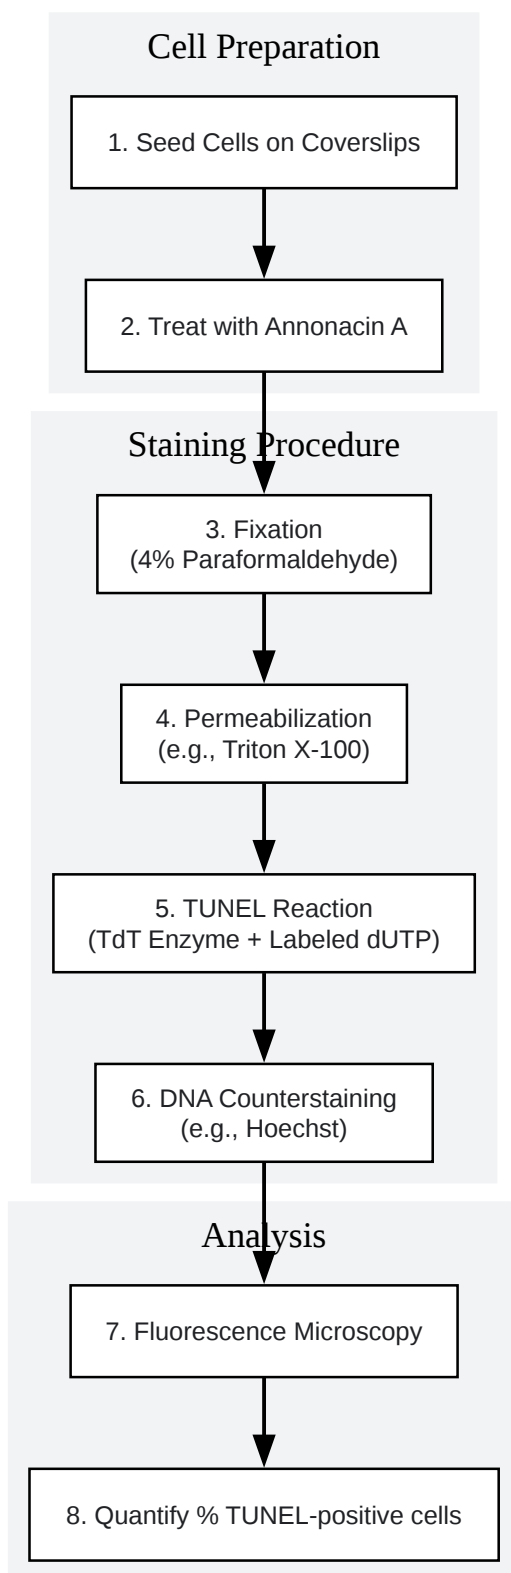 Cell Preparation
1. Seed Cells on Coverslips
2. Treat with Annonacin A
Staining Procedure
3. Fixation
(4% Paraformaldehyde)
4. Permeabilization
(e.g., Triton X-100)
5. TUNEL Reaction
(TdT Enzyme + Labeled dUTP)
6. DNA Counterstaining
(e.g., Hoechst)
Analysis
7. Fluorescence Microscopy
8. Quantify % TUNEL-positive cells